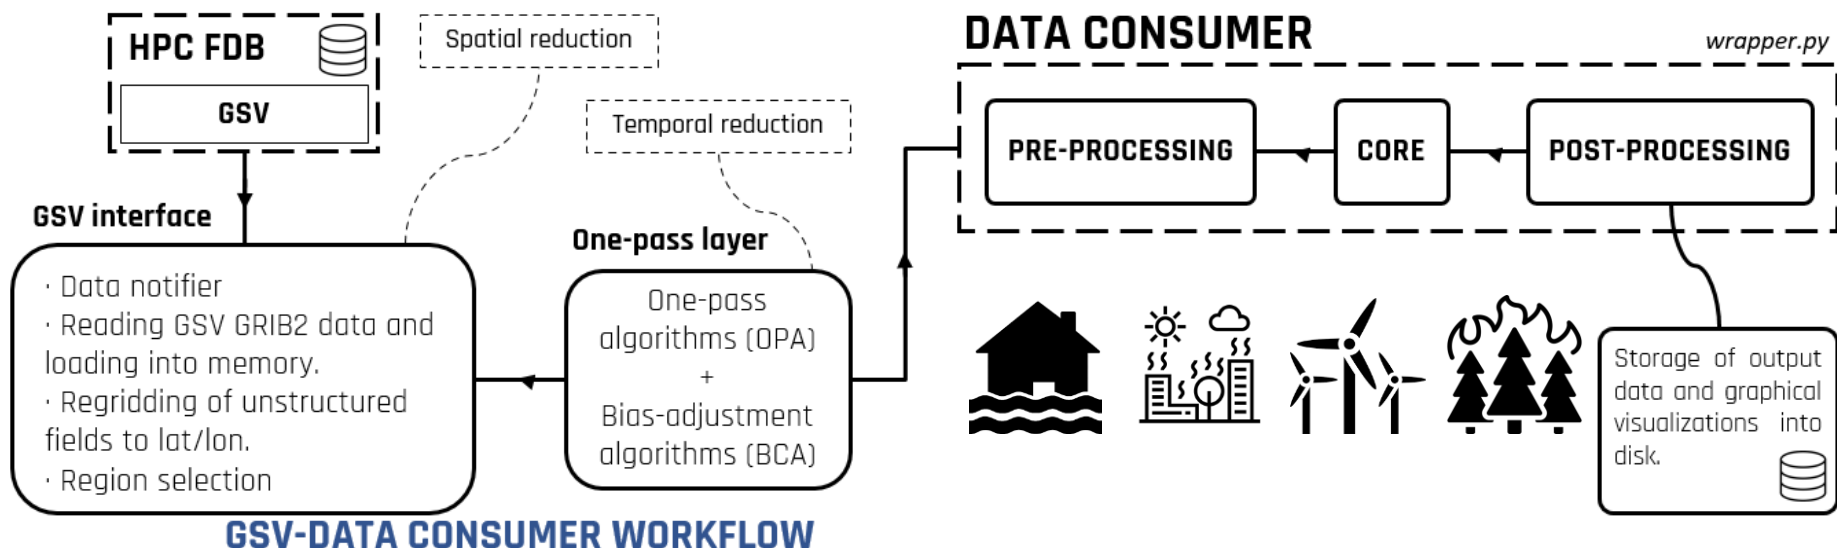 HPC FDB
GSV
Spatial reduction
Temporal reduction
GSV interface
· Data notifier
· Reading GSV GRIB2 data and
loading into memory.
· Regridding of unstructured
fields to lat/lon.
· Region selection
One-pass layer
One-pass
algorithms (OPA)
+
Bias-adjustment
algorithms (BCA)
DATA CONSUMER
wrapper.py
PRE-PROCESSING
CORE
POST-PROCESSING
Storage of output
data and graphical
visualizations into
disk.
GSV-DATA CONSUMER WORKFLOW